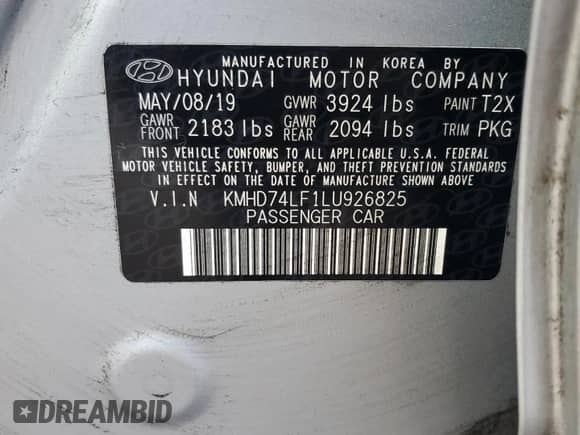 MANUFACTURED IN KOREA BY
HYUNDAI MOTOR COMPANY
MAY/08/19 GVWR 3924 lbs PAINT T2X
GAWR FRONT 2183 lbs GAWR REAR 2094 lbs TRIM PKG
THIS VEHICLE CONFORMS TO ALL APPLICABLE U.S.A. FEDERAL
MOTOR VEHICLE SAFETY, BUMPER, AND THEFT PREVENTION STANDARDS
IN EFFECT ON THE DATE OF MANUFACTURE SHOWN ABOVE.
V.I.N KMHD74LF1LU926825
PASSENGER CAR
DREAMBID